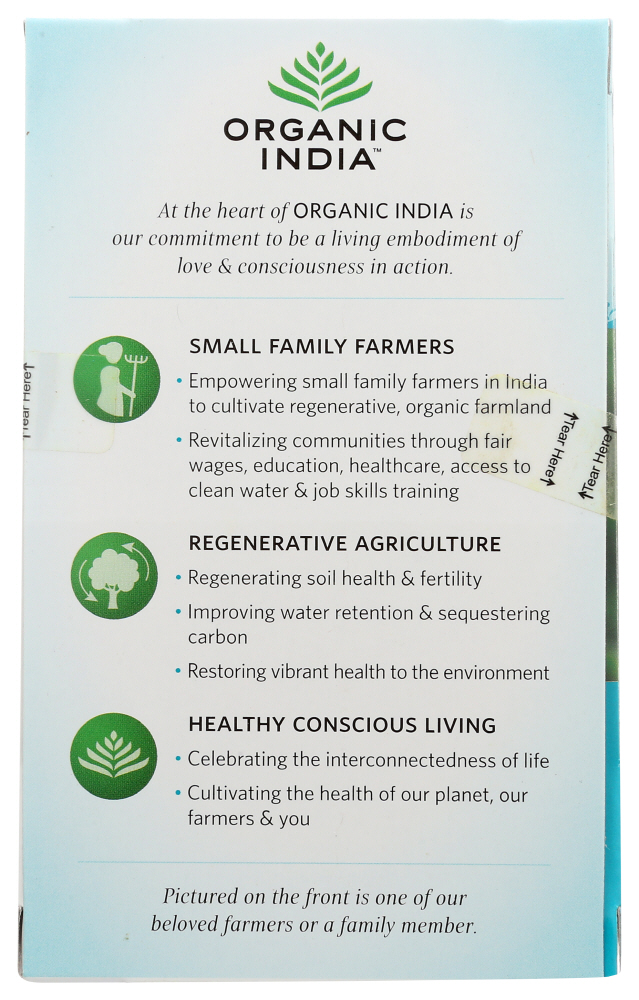 ORGANIC
INDIA™
At the heart of ORGANIC INDIA is
our commitment to be a living embodiment of
love & consciousness in action.
SMALL FAMILY FARMERS
• Empowering small family farmers in India
to cultivate regenerative, organic farmland
• Revitalizing communities through fair
wages, education, healthcare, access to
clean water & job skills training
Tear Here
Tear Here
Tear Here
REGENERATIVE AGRICULTURE
• Regenerating soil health & fertility
• Improving water retention & sequestering
carbon
• Restoring vibrant health to the environment
HEALTHY CONSCIOUS LIVING
• Celebrating the interconnectedness of life
• Cultivating the health of our planet, our
farmers & you
Pictured on the front is one of our
beloved farmers or a family member.